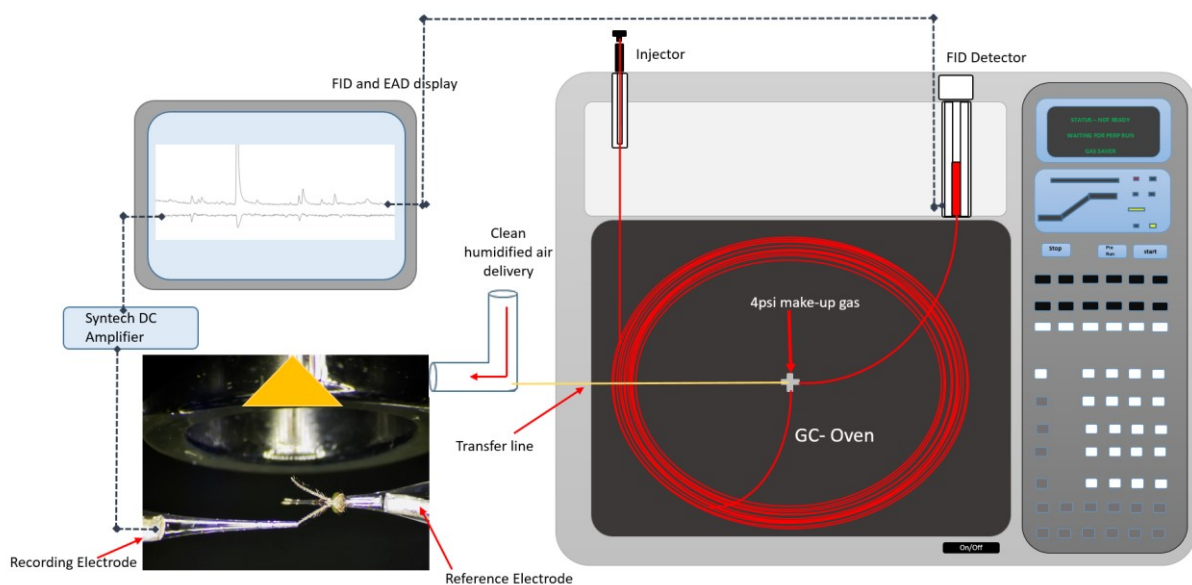 Injector
FID Detector
FID and EAD display
STATUS – NOT READY
WAITING FOR PERP RUN
GAS SAVER
Clean
humidified air
delivery
Stop
Pre
Run
start
4psi make-up gas
Syntech DC
Amplifier
Transfer line
GC- Oven
On/Off
Recording Electrode
Reference Electrode